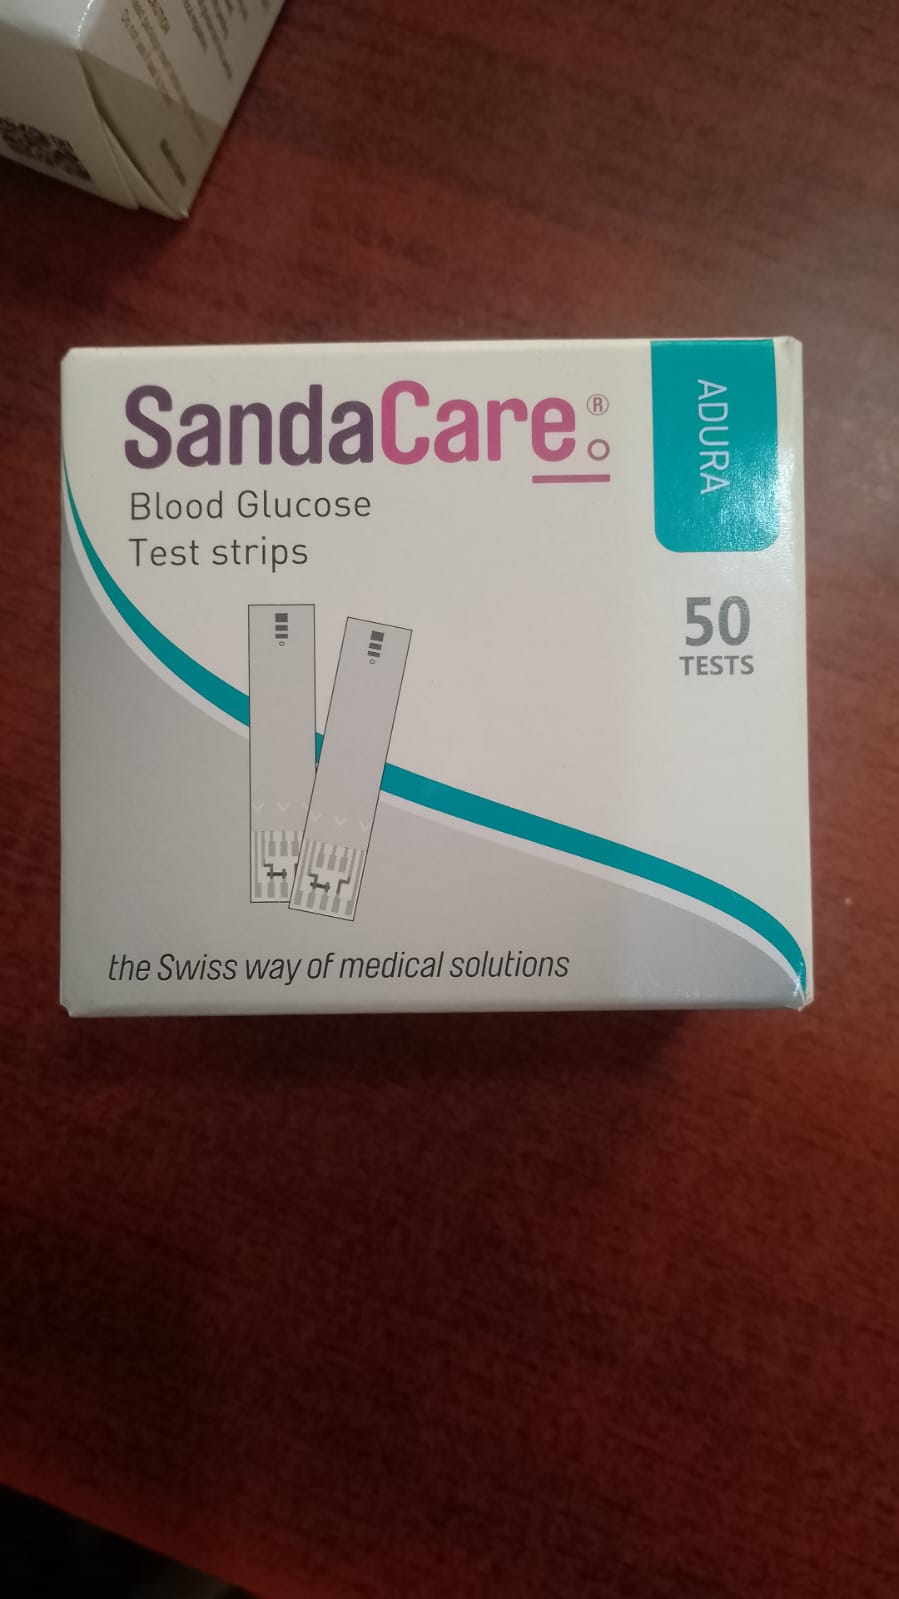 SandaCare®
Blood Glucose
Test strips
ADURA
50
TESTS
the Swiss way of medical solutions